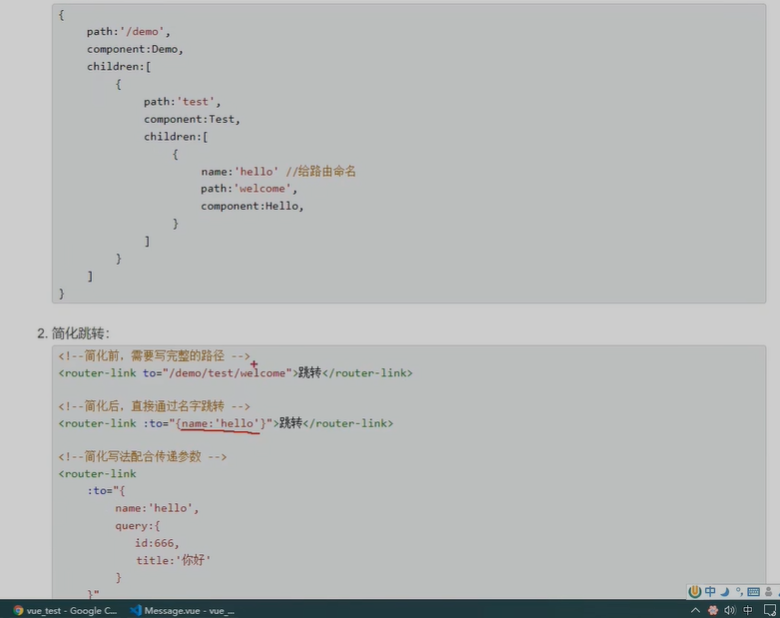 {
path:'/demo',
component:Demo,
children:[
{
path:'test',
component:Test,
children:[
{
name:'hello' //给路由命名
path:'welcome',
component:Hello,
}
]
}
]
}
2. 简化跳转：
<!--简化前，需要写完整的路径 -->
<router-link to="/demo/test/welcome">跳转</router-link>
<!--简化后，直接通过名字跳转 -->
<router-link :to="{name:'hello'}">跳转</router-link>
<!--简化写法配合传递参数 -->
<router-link
:to="{
name:'hello',
query:{
id:666,
title:'你好'
}
}"
中
vue_test - Google C...
Message.vue - vue_...
中